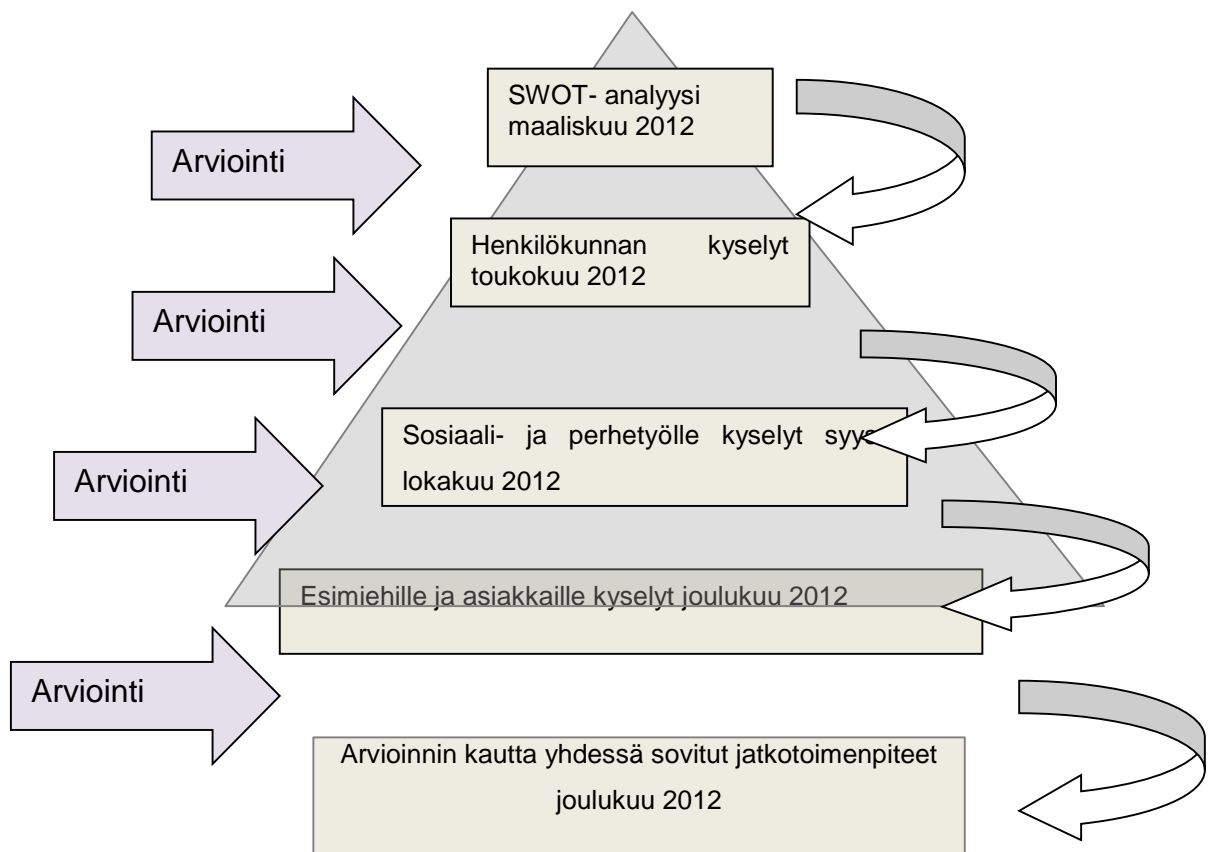 SWOT- analyysi
maaliskuu 2012
Arviointi
Henkilökunnan kyselyt
toukokuu 2012
Arviointi
Sosiaali- ja perhetyölle kyselyt
lokakuu 2012
Arviointi
Esimiehille ja asiakkaille kyselyt joulukuu 2012
Arviointi
Arvioinnin kautta yhdessä sovitut jatkotoimenpiteet
joulukuu 2012